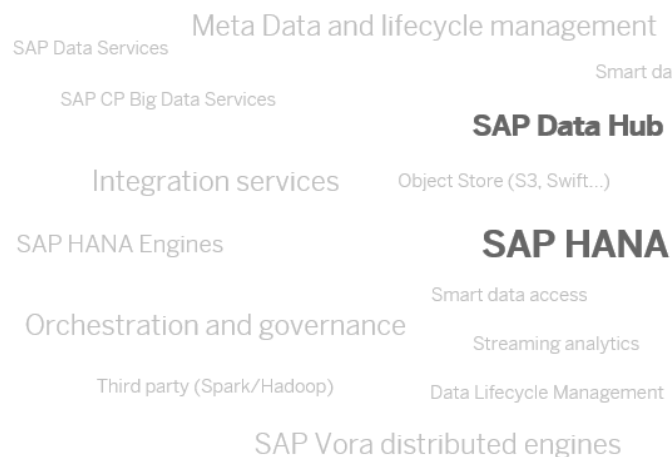 Meta Data and lifecycle management
SAP Data Services
Smart da
SAP CP Big Data Services
SAP Data Hub
Integration services
Object Store (S3, Swift...)
SAP HANA Engines
SAP HANA
Smart data access
Orchestration and governance
Streaming analytics
Third party (Spark/Hadoop)
Data Lifecycle Management
SAP Vora distributed engines